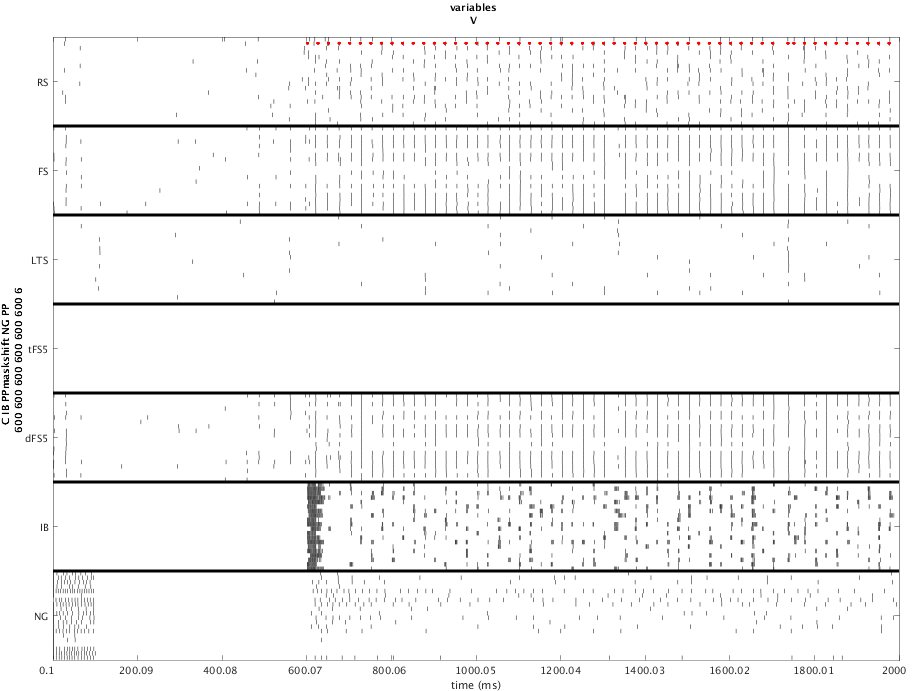 variables
V
RS
FS
LTS
tFS5
dFS5
IB
NG
C IB PPmaskshift NG PP
600 600 600 600 600 600 6
0.1 200.09 400.08 600.07 800.06 1000.05 1200.04 1400.03 1600.02 1800.01 2000
time (ms)